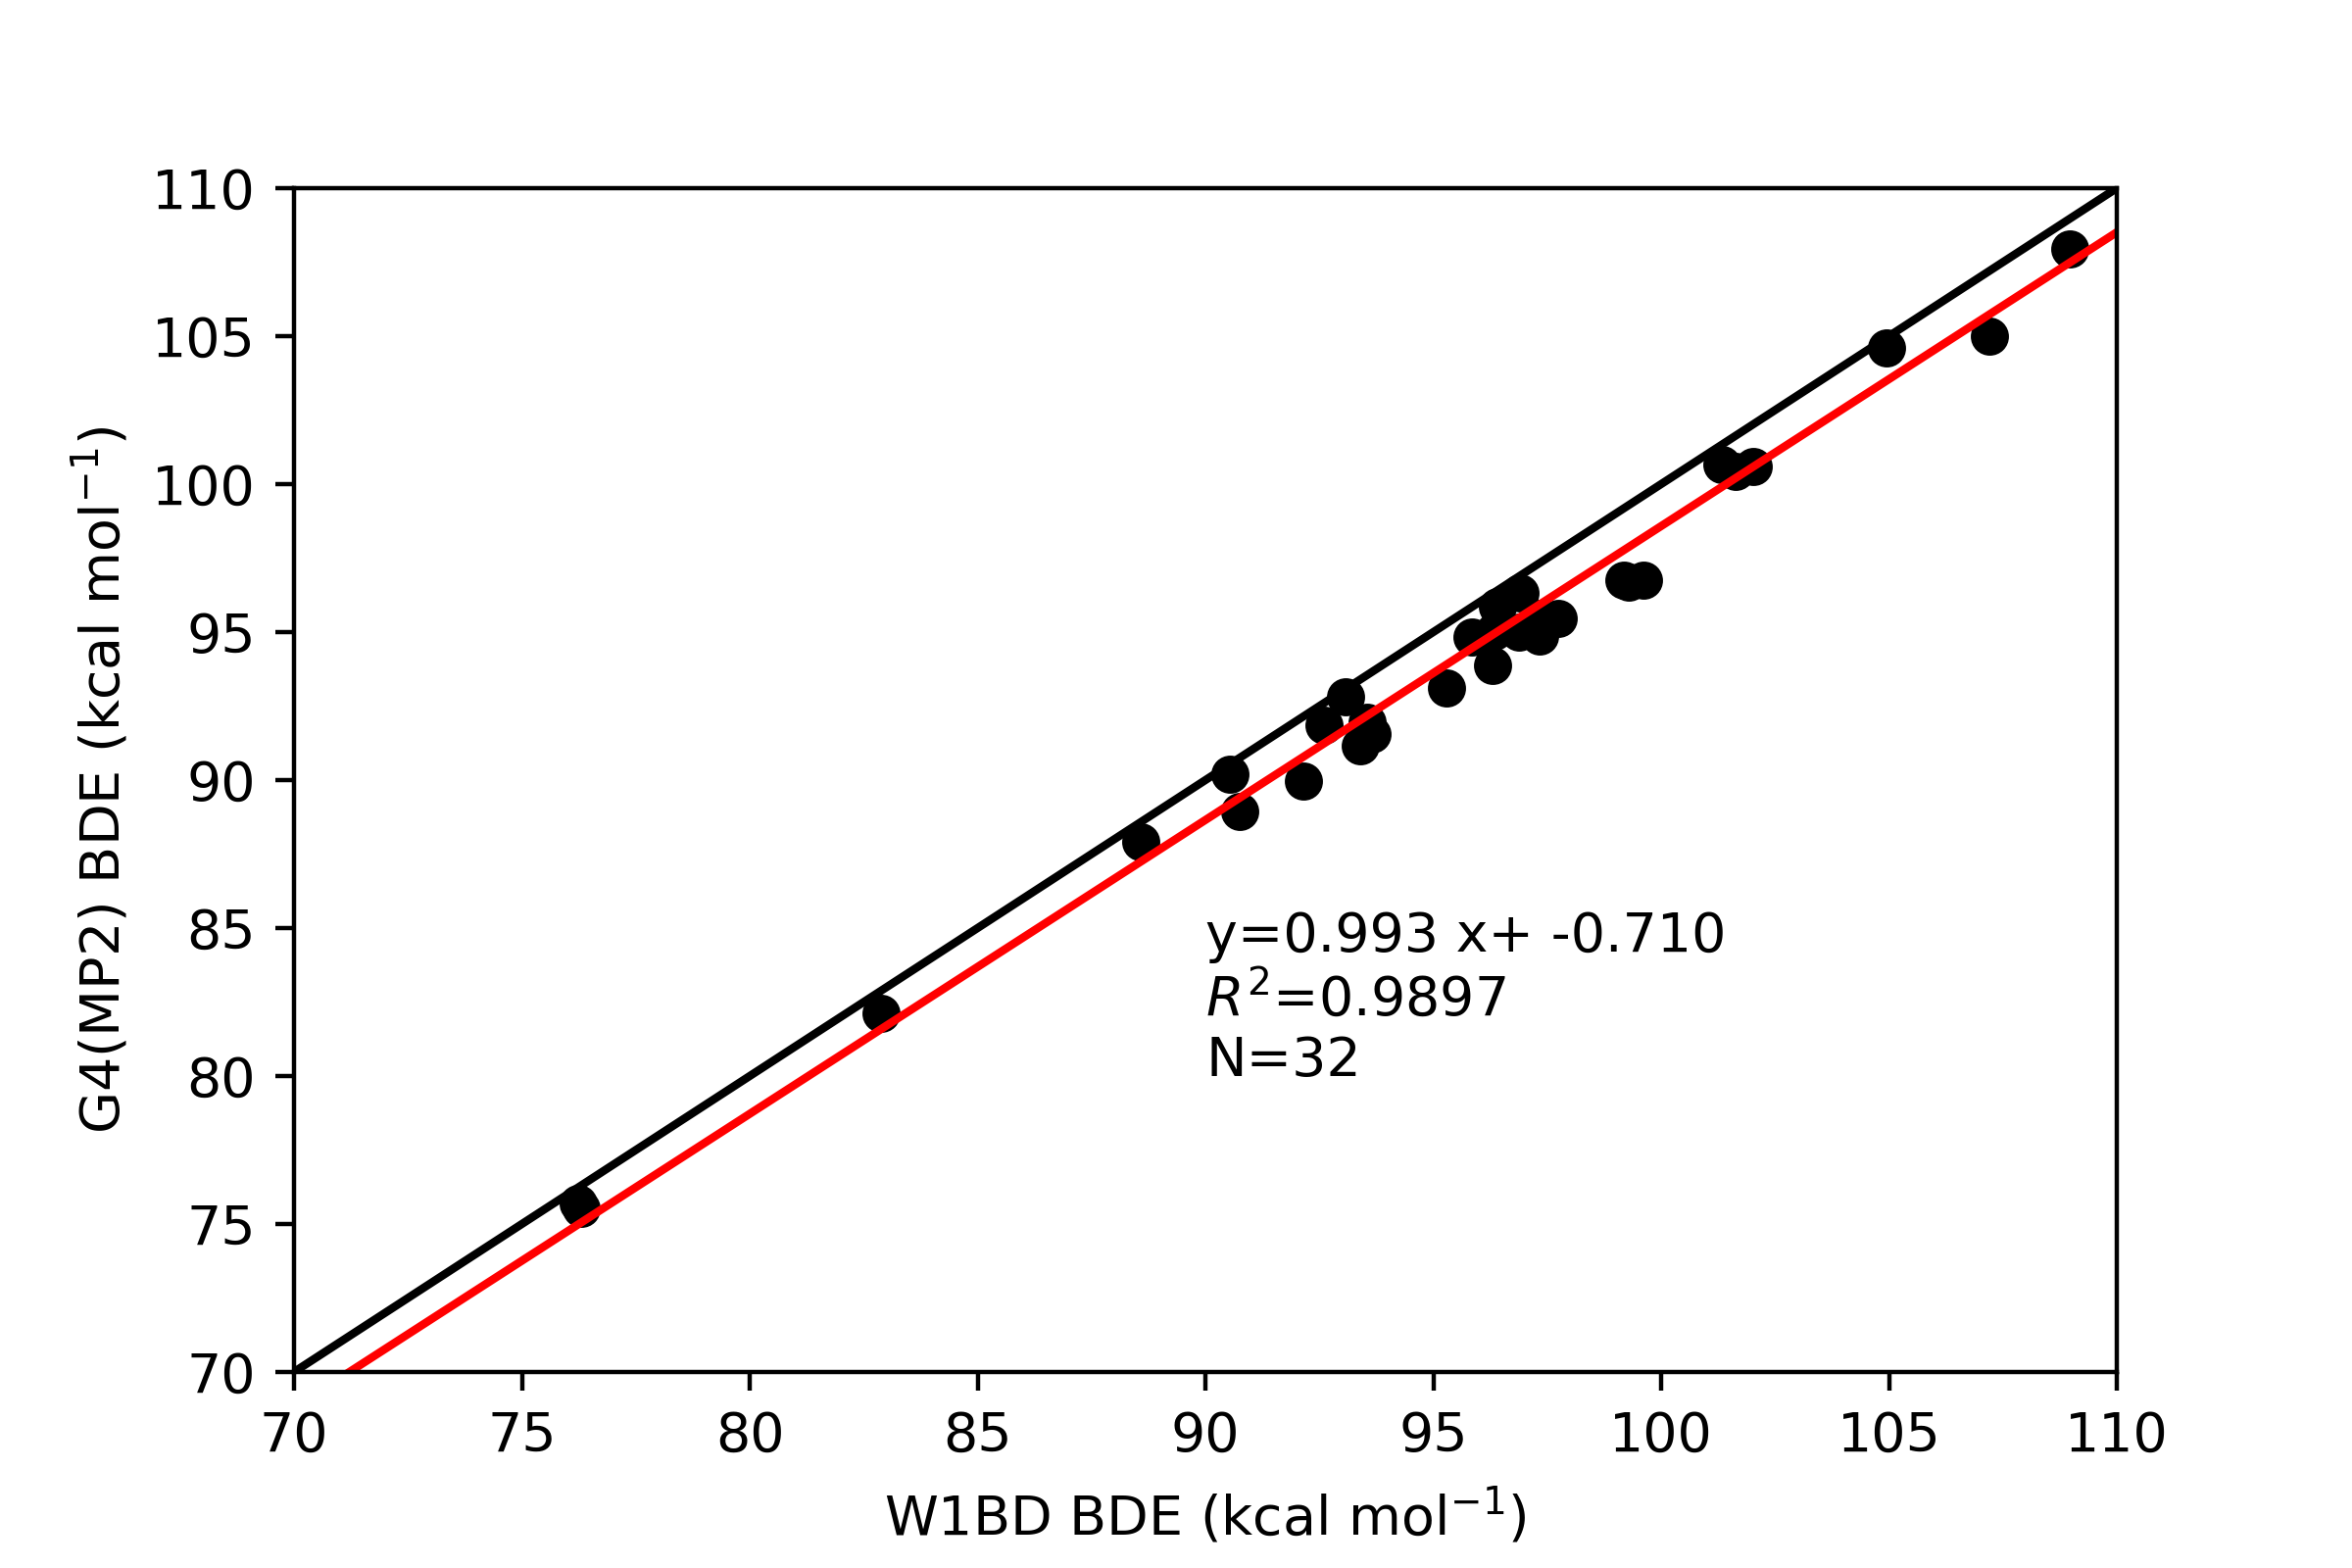 110
105
100
95
90
85
80
75
70
G4(MP2) BDE (kcal mol⁻¹)
y=0.993 x+ -0.710
R²=0.9897
N=32
70 75 80 85 90 95 100 105 110
W1BD BDE (kcal mol⁻¹)